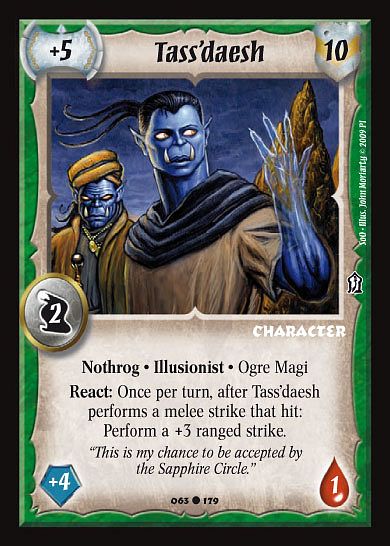 +5
Tass'daesh
10
SoO • Illus. John Moriarty © 2009 P1
2
CHARACTER
Nothrog • Illusionist • Ogre Magi
React: Once per turn, after Tass'daesh
performs a melee strike that hit:
Perform a +3 ranged strike.
"This is my chance to be accepted by
the Sapphire Circle."
+4
1
063 ● 179